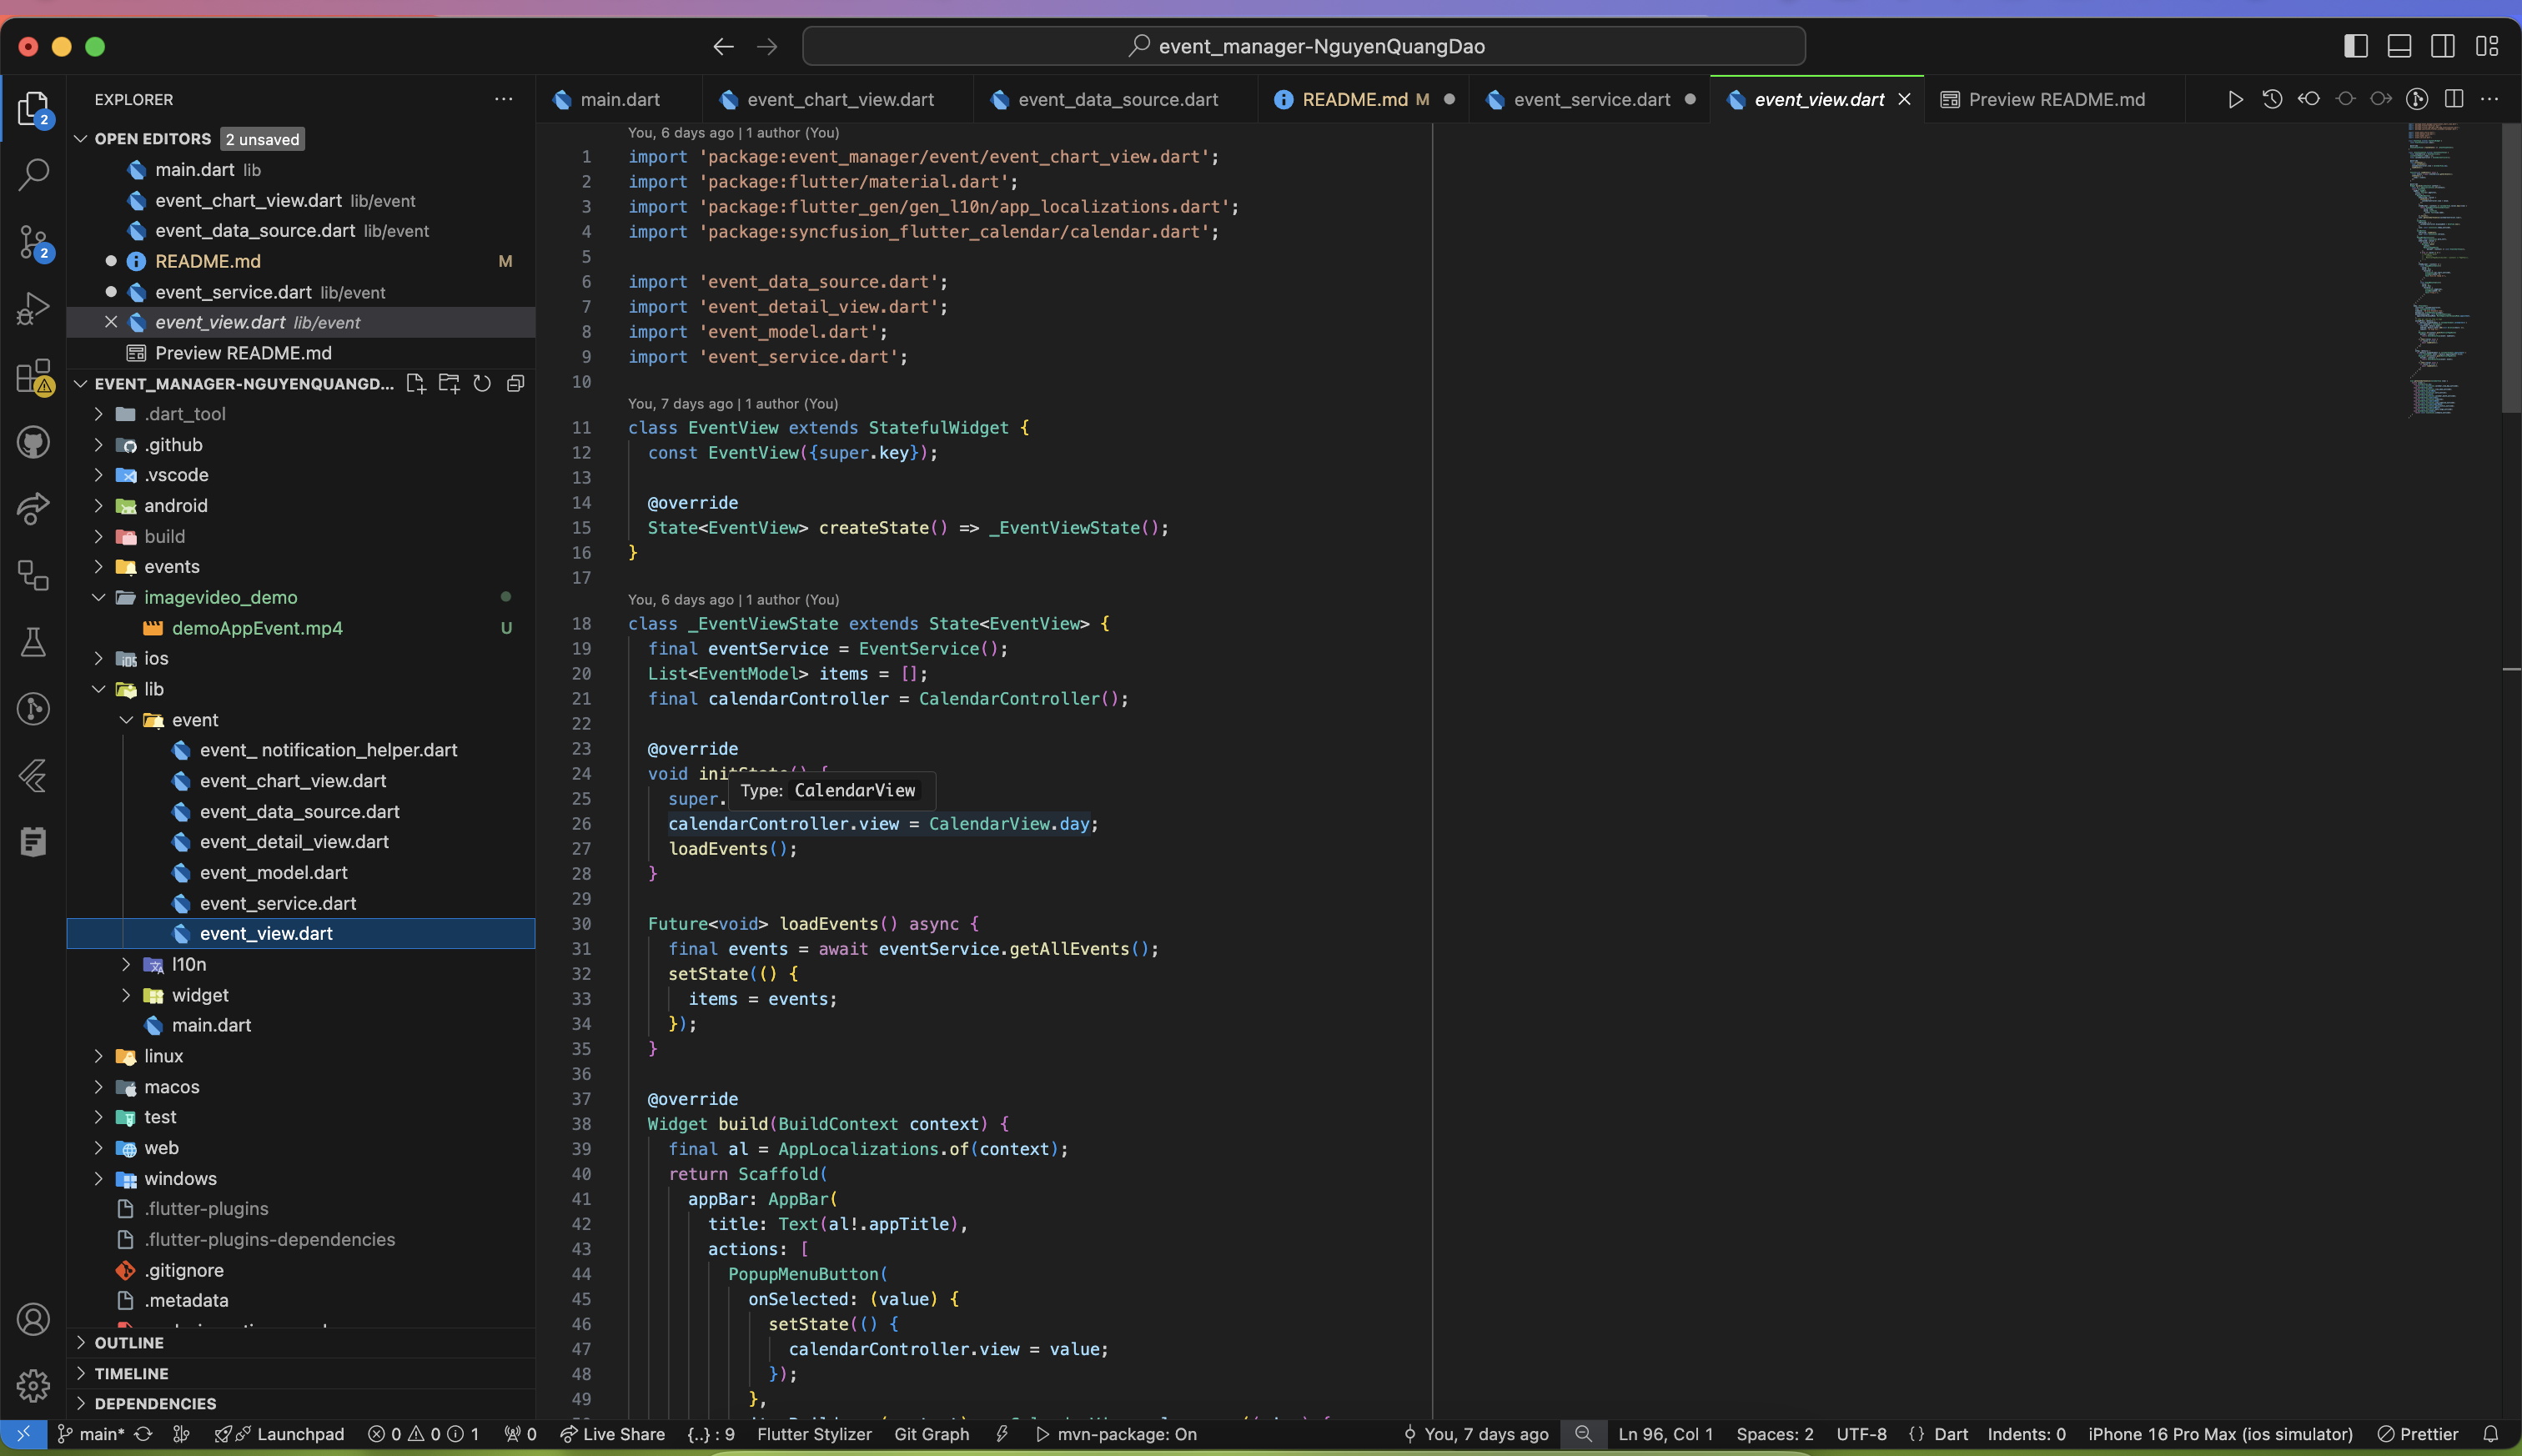 event_manager-NguyenQuangDao
EXPLORER
OPEN EDITORS 2 unsaved
main.dart lib
event_chart_view.dart lib/event
event_data_source.dart lib/event
README.md M
event_service.dart lib/event
event_view.dart lib/event
Preview README.md
EVENT_MANAGER-NGUYENQUANGD...
.dart_tool
.github
.vscode
android
build
events
imagevideo_demo
demoAppEvent.mp4 U
ios
lib
event
event_ notification_helper.dart
event_chart_view.dart
event_data_source.dart
event_detail_view.dart
event_model.dart
event_service.dart
event_view.dart
l10n
widget
main.dart
linux
macos
test
web
windows
.flutter-plugins
.flutter-plugins-dependencies
.gitignore
.metadata
OUTLINE
TIMELINE
DEPENDENCIES
2
2
main.dart event_chart_view.dart event_data_source.dart README.md M event_service.dart event_view.dart Preview README.md
You, 6 days ago | 1 author (You)
1 import 'package:event_manager/event/event_chart_view.dart';
2 import 'package:flutter/material.dart';
3 import 'package:flutter_gen/gen_l10n/app_localizations.dart';
4 import 'package:syncfusion_flutter_calendar/calendar.dart';
5
6 import 'event_data_source.dart';
7 import 'event_detail_view.dart';
8 import 'event_model.dart';
9 import 'event_service.dart';
10
You, 7 days ago | 1 author (You)
11 class EventView extends StatefulWidget {
12 const EventView({super.key});
13
14 @override
15 State<EventView> createState() => _EventViewState();
16 }
17
You, 6 days ago | 1 author (You)
18 class _EventViewState extends State<EventView> {
19 final eventService = EventService();
20 List<EventModel> items = [];
21 final calendarController = CalendarController();
22
23 @override
24 void initState() {
Type: CalendarView
25 super.
26 calendarController.view = CalendarView.day;
27 loadEvents();
28 }
29
30 Future<void> loadEvents() async {
31 final events = await eventService.getAllEvents();
32 setState(() {
33 items = events;
34 });
35 }
36
37 @override
38 Widget build(BuildContext context) {
39 final al = AppLocalizations.of(context);
40 return Scaffold(
41 appBar: AppBar(
42 title: Text(al!.appTitle),
43 actions: [
44 PopupMenuButton(
45 onSelected: (value) {
46 setState(() {
47 calendarController.view = value;
48 });
49 },
main* Launchpad 0 0 1 0 Live Share {..} : 9 Flutter Stylizer Git Graph mvn-package: On You, 7 days ago Ln 96, Col 1 Spaces: 2 UTF-8 {} Dart Indents: 0 iPhone 16 Pro Max (ios simulator) Prettier